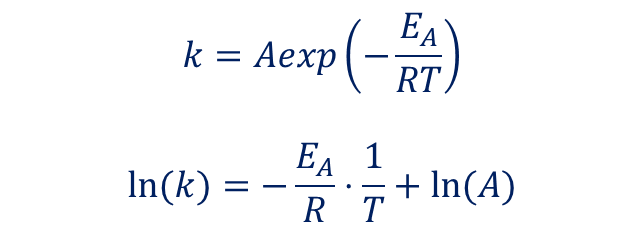 k = Aexp(−E_A/RT)
ln(k) = −E_A/R · 1/T + ln(A)